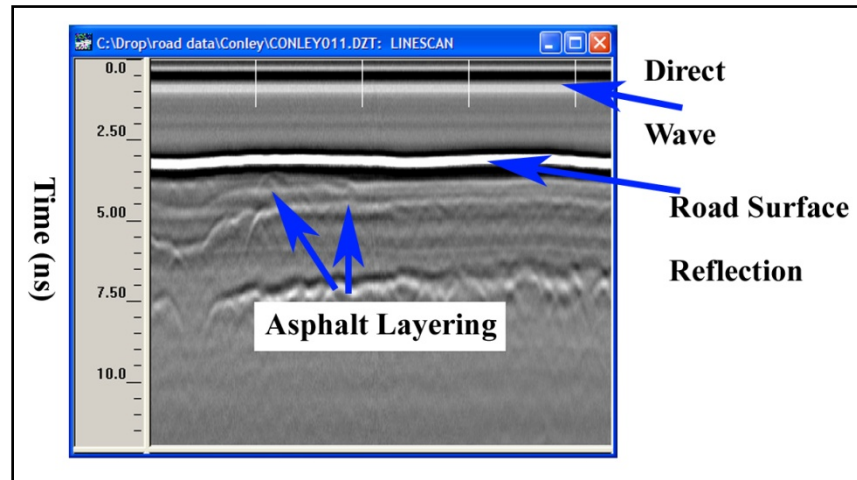 C:\Drop\road data\Conley\CONLEY011.DZT: LINESCAN
0.0
2.50
5.00
7.50
10.0
Time (ns)
Direct
Wave
Road Surface
Reflection
Asphalt Layering